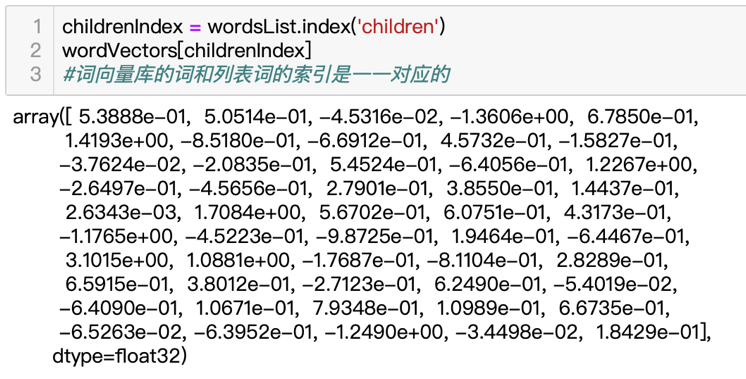 1 childrenIndex = wordsList.index('children')
2 wordVectors[childrenIndex]
3 #词向量库的词和列表词的索引是一一对应的
array([ 5.3888e-01, 5.0514e-01, -4.5316e-02, -1.3606e+00, 6.7850e-01,
1.4193e+00, -8.5180e-01, -6.6912e-01, 4.5732e-01, -1.5827e-01,
-3.7624e-02, -2.0835e-01, 5.4524e-01, -6.4056e-01, 1.2267e+00,
-2.6497e-01, -4.5656e-01, 2.7901e-01, 3.8550e-01, 1.4437e-01,
2.6343e-03, 1.7084e+00, 5.6702e-01, 6.0751e-01, 4.3173e-01,
-1.1765e+00, -4.5223e-01, -9.8725e-01, 1.9464e-01, -6.4467e-01,
3.1015e+00, 1.0881e+00, -1.7687e-01, -8.1104e-01, 2.8289e-01,
6.5915e-01, 3.8012e-01, -2.7123e-01, 6.2490e-01, -5.4019e-02,
-6.4090e-01, 1.0671e-01, 7.9348e-01, 1.0989e-01, 6.6735e-01,
-6.5263e-02, -6.3952e-01, -1.2490e+00, -3.4498e-02, 1.8429e-01],
dtype=float32)